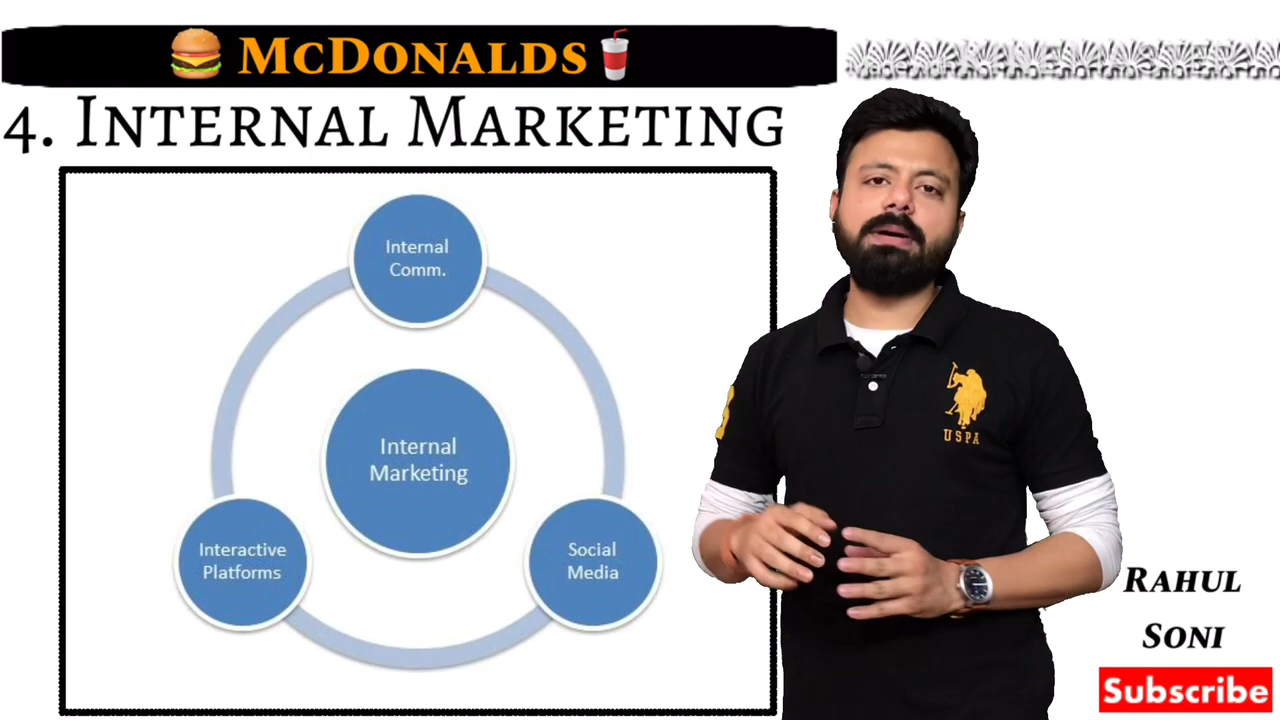 🍔 McDonalds🥤
4. Internal Marketing
Internal
Comm.
Internal
Marketing
Interactive
Platforms
Social
Media
USPA
Rahul
Soni
Subscribe